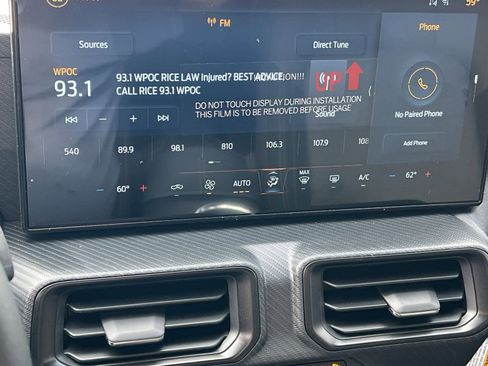 59°
FM
Phone
Sources
Direct Tune
WPOC
93.1
93.1 WPOC RICE LAW Injured? BEST ADVICE,
CALL RICE 93.1 WPOC
UP
DO NOT TOUCH DISPLAY DURING INSTALLATION
THIS FILM IS TO BE REMOVED BEFORE USAGE
Sound
No Paired Phone
Add Phone
540 89.9 98.1 810 106.3 107.9 108
60° AUTO MAX A/C 62°